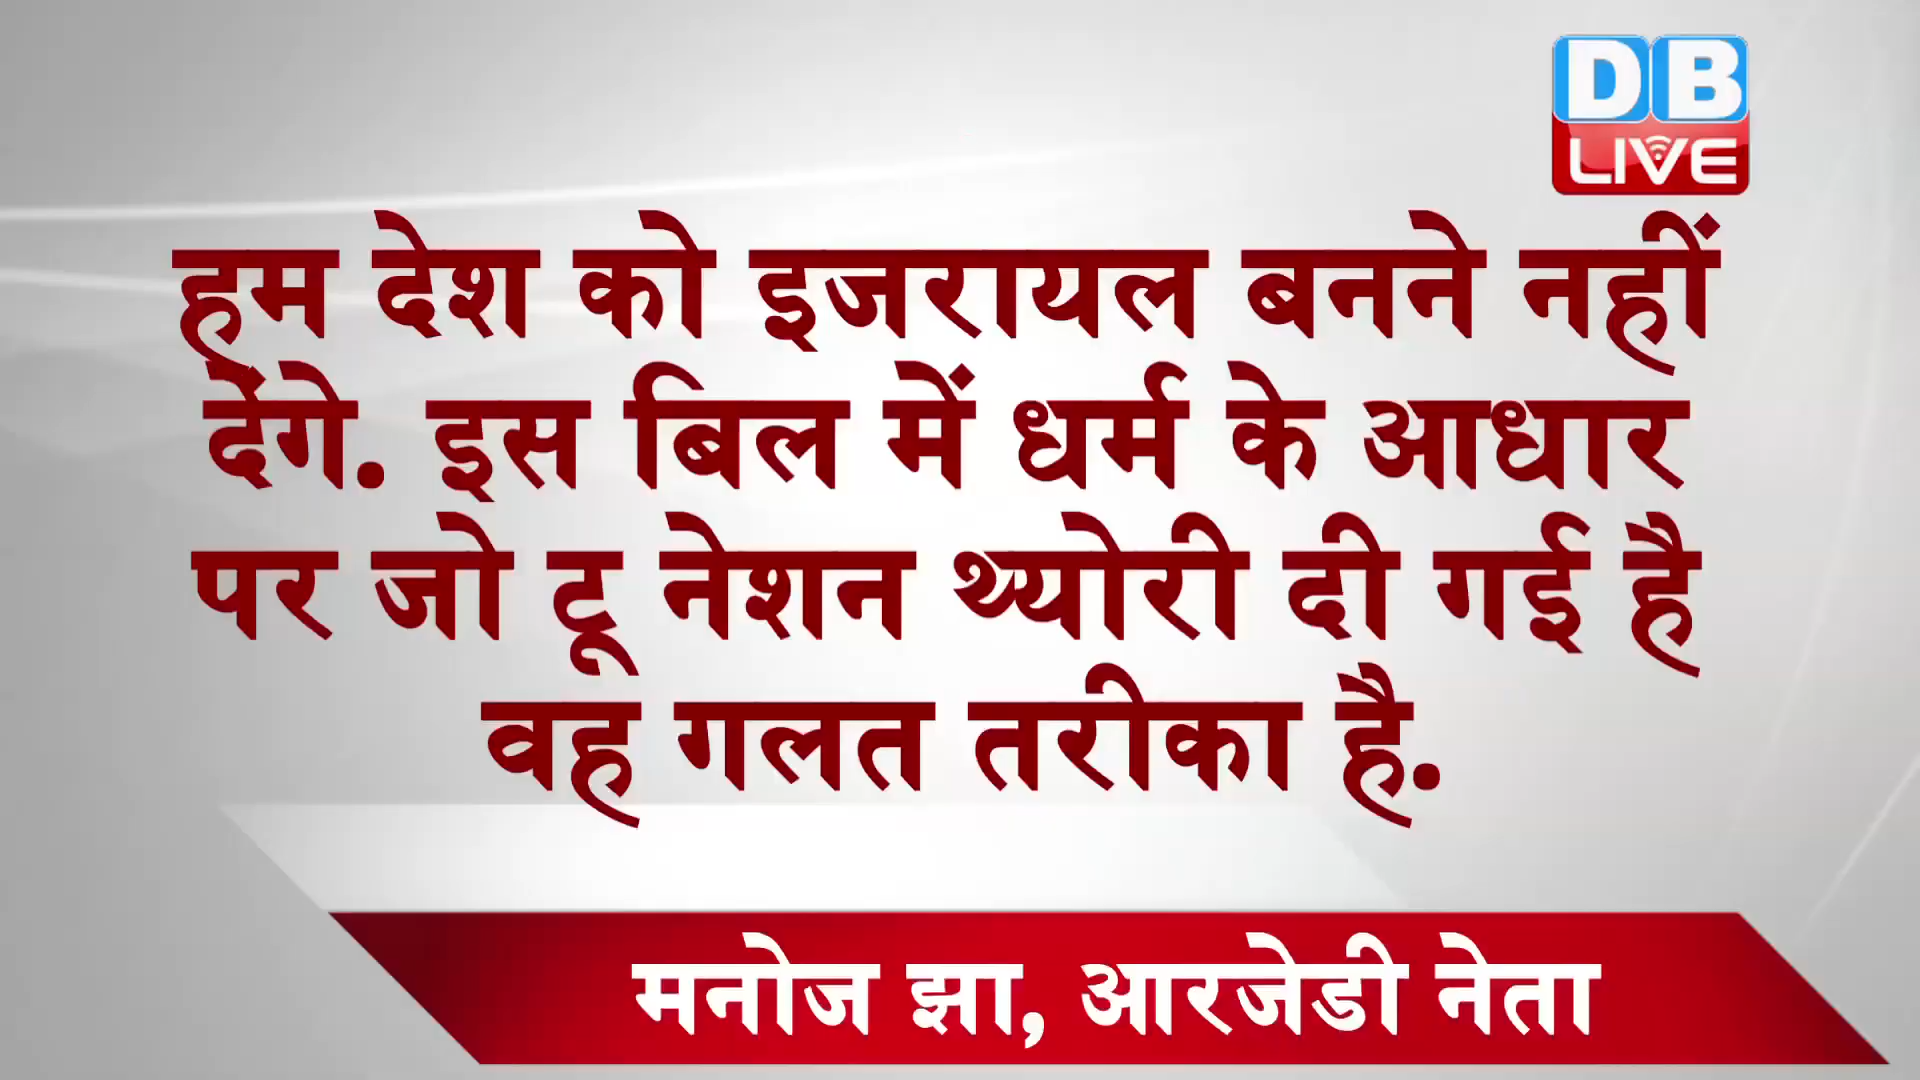 DB
LIVE
हम देश को इजरायल बनने नहीं
देंगे. इस बिल में धर्म के आधार
पर जो टू नेशन थ्योरी दी गई है
वह गलत तरीका है.
मनोज झा, आरजेडी नेता